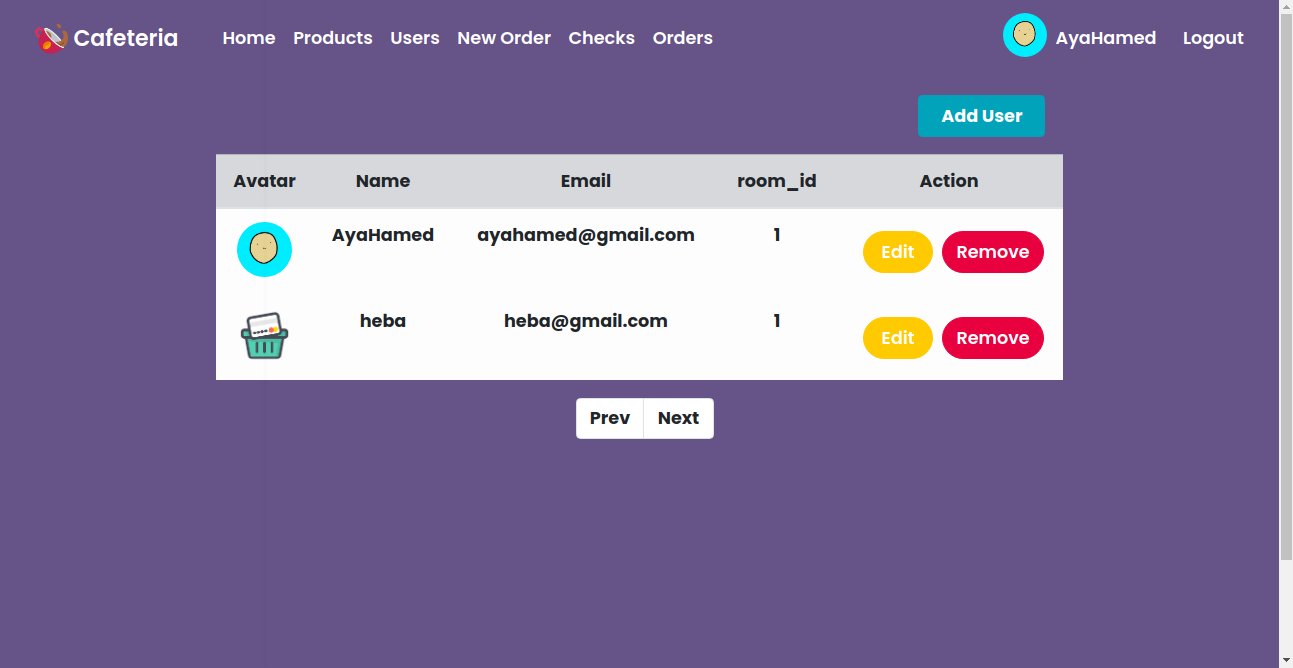 Cafeteria Home Products Users New Order Checks Orders AyaHamed Logout
Add User
Avatar Name Email room_id Action
AyaHamed ayahamed@gmail.com 1 Edit Remove
heba heba@gmail.com 1 Edit Remove
Prev Next